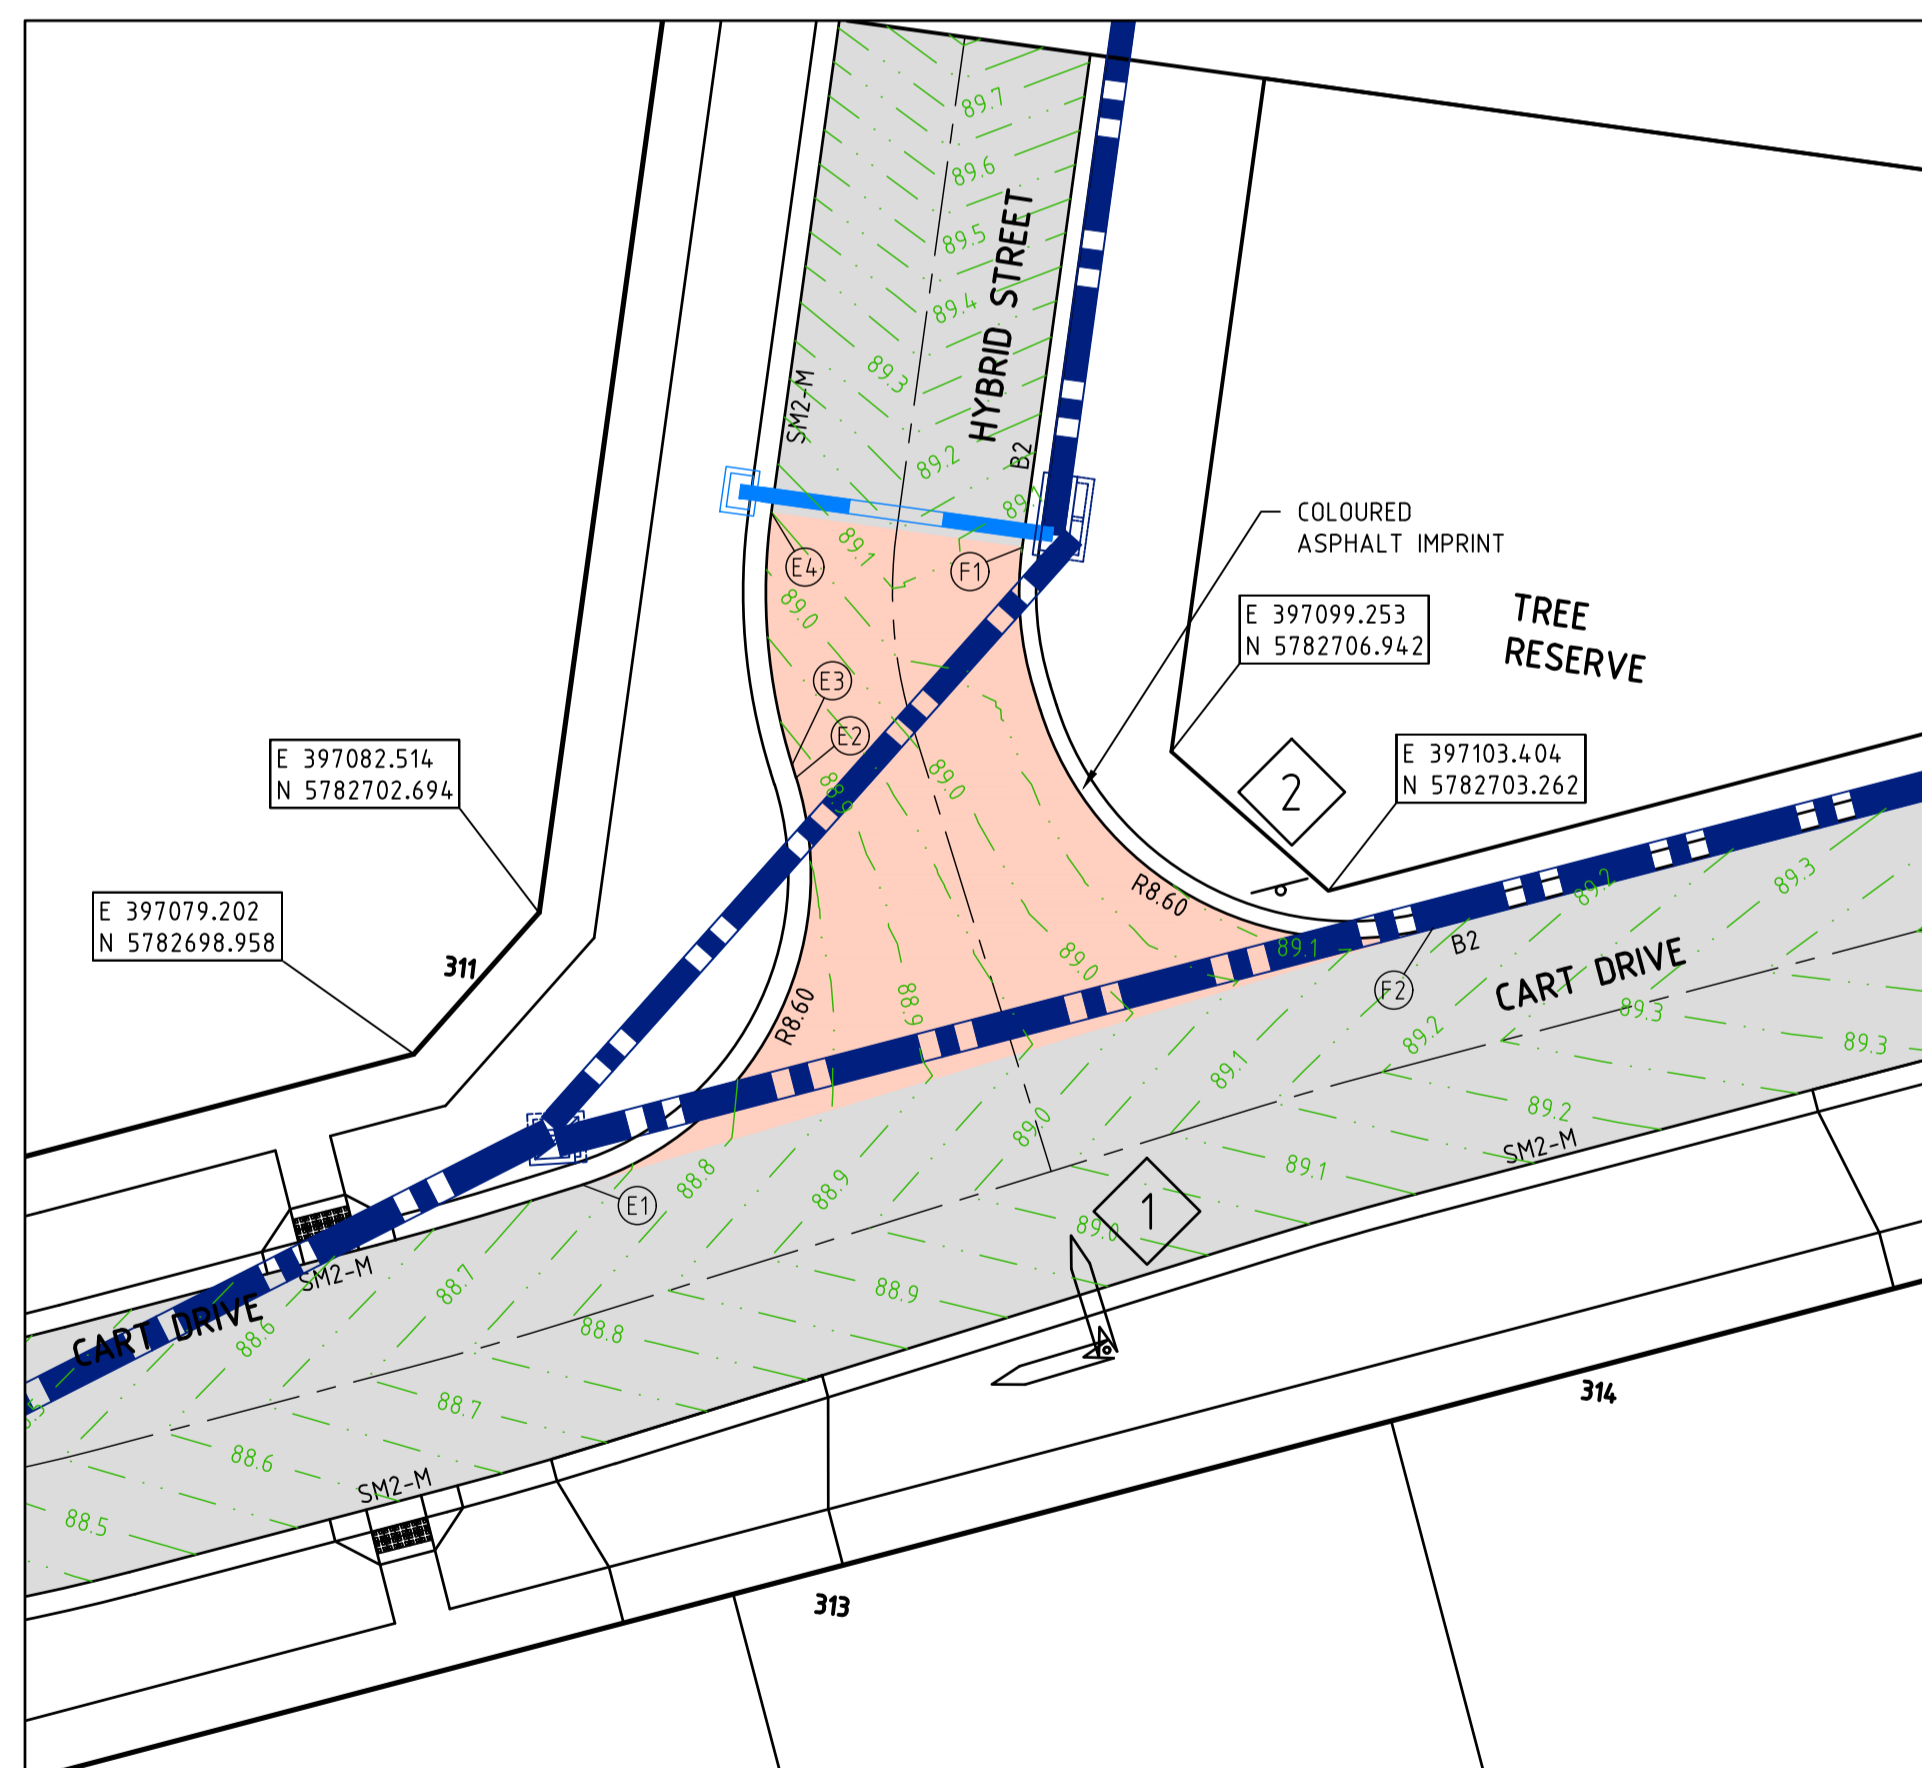 89.7
89.6
89.5
89.4
89.3
89.2
89.1
HYBRID STREET
SM2-M
B2
COLOURED
ASPHALT IMPRINT
E4
F1
89.1
89.0
E 397099.253
N 5782706.942
TREE
RESERVE
E3
E2
E 397082.514
N 5782702.694
88.9
89.0
2
E 397103.404
N 5782703.262
E 397079.202
N 5782698.958
311
R8.60
89.2
89.3
89.0
89.1
B2
CART DRIVE
F2
88.9
R8.60
89.2
89.3
89.3
89.1
89.0
89.2
SM2-M
88.8
88.9
89.1
E1
1
89.0
SM2-M
88.7
88.9
CART DRIVE
88.6
88.8
88.7
314
88.6
SM2-M
88.5
313